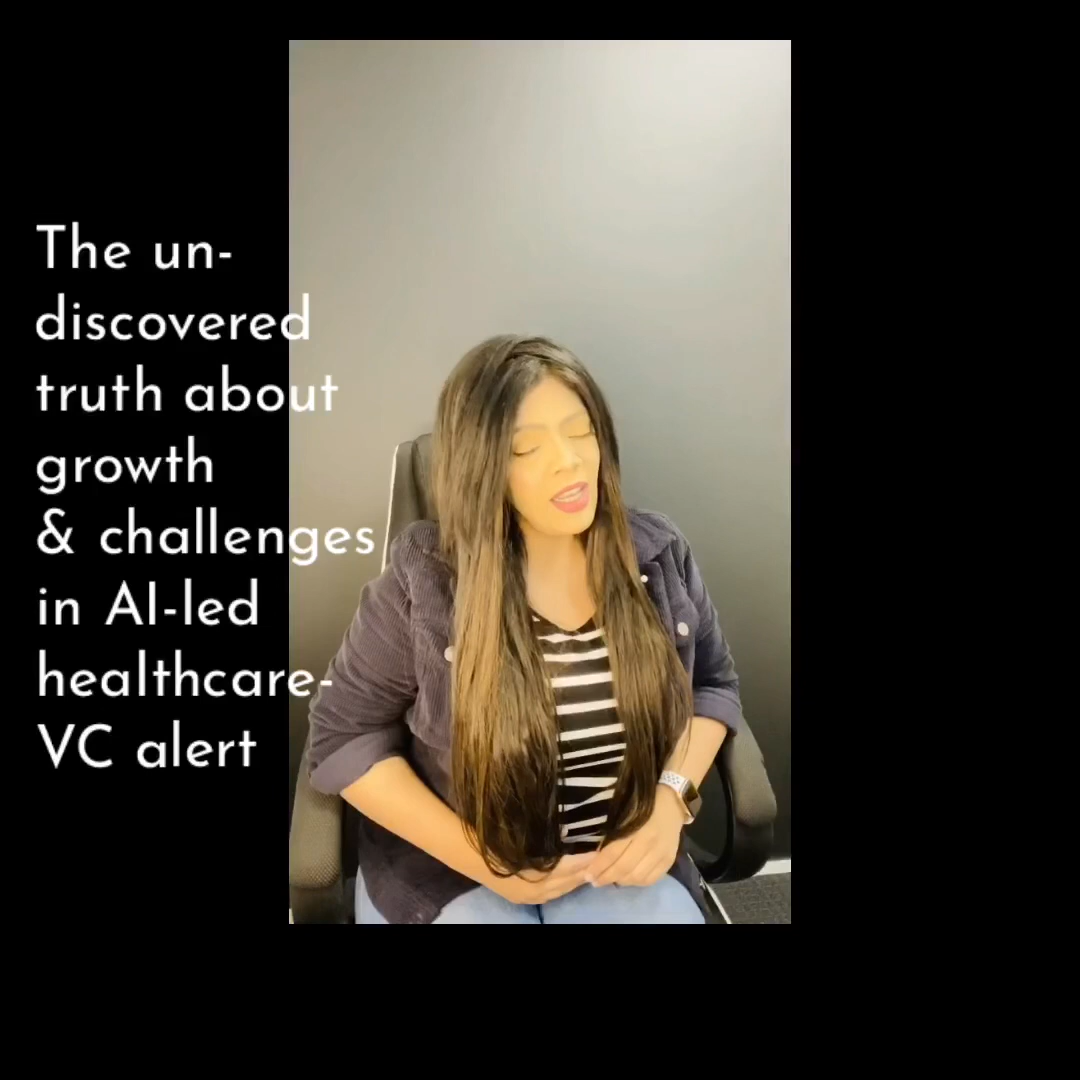 The un-
discovered
truth about
growth
& challenges
in AI-led
healthcare-
VC alert